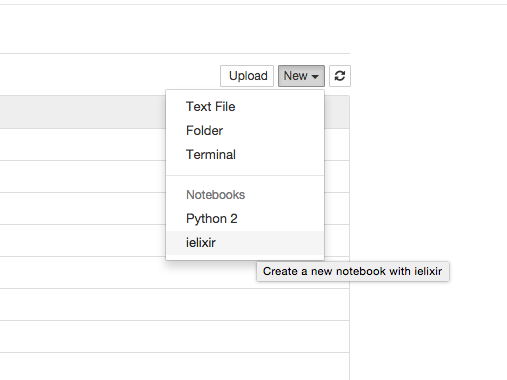 Upload New
Text File
Folder
Terminal
Notebooks
Python 2
ielixir
Create a new notebook with ielixir